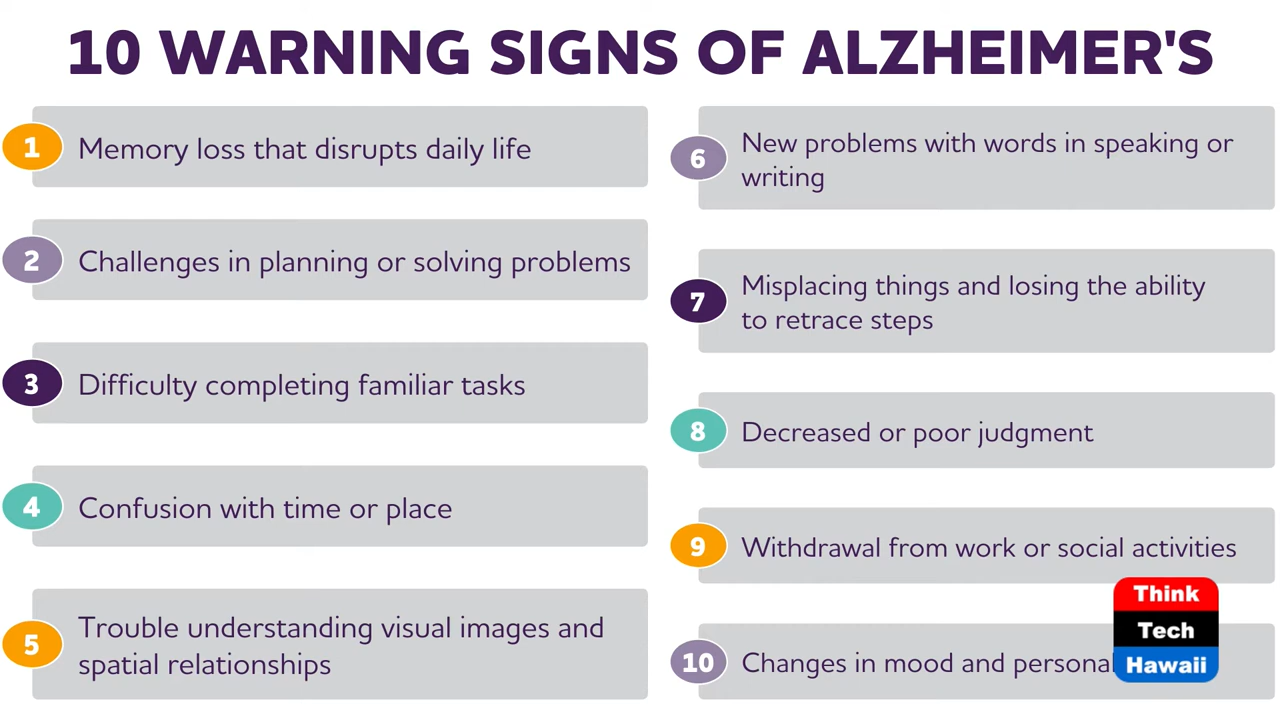 10 WARNING SIGNS OF ALZHEIMER'S
1 Memory loss that disrupts daily life
2 Challenges in planning or solving problems
3 Difficulty completing familiar tasks
4 Confusion with time or place
5 Trouble understanding visual images and
spatial relationships
6 New problems with words in speaking or
writing
7 Misplacing things and losing the ability
to retrace steps
8 Decreased or poor judgment
9 Withdrawal from work or social activities
10 Changes in mood and
Think
Tech
Hawaii